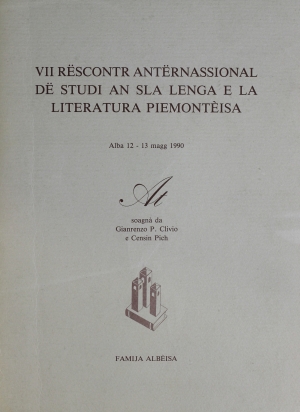 VII RËSCONTR ANTËRNASSIONAL
DË STUDI AN SLA LENGA E LA
LITERATURA PIEMONTÈISA
Alba 12 - 13 magg 1990
At
soagnà da
Gianrenzo P. Clivio
e Censin Pich
FAMIJA ALBÈISA